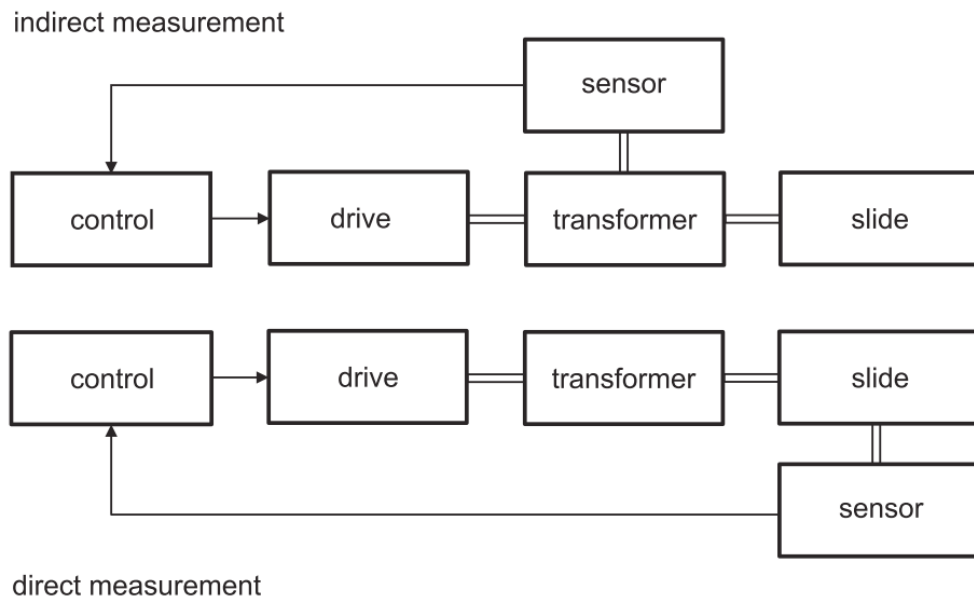 indirect measurement
sensor
control
drive
transformer
slide
control
drive
transformer
slide
sensor
direct measurement